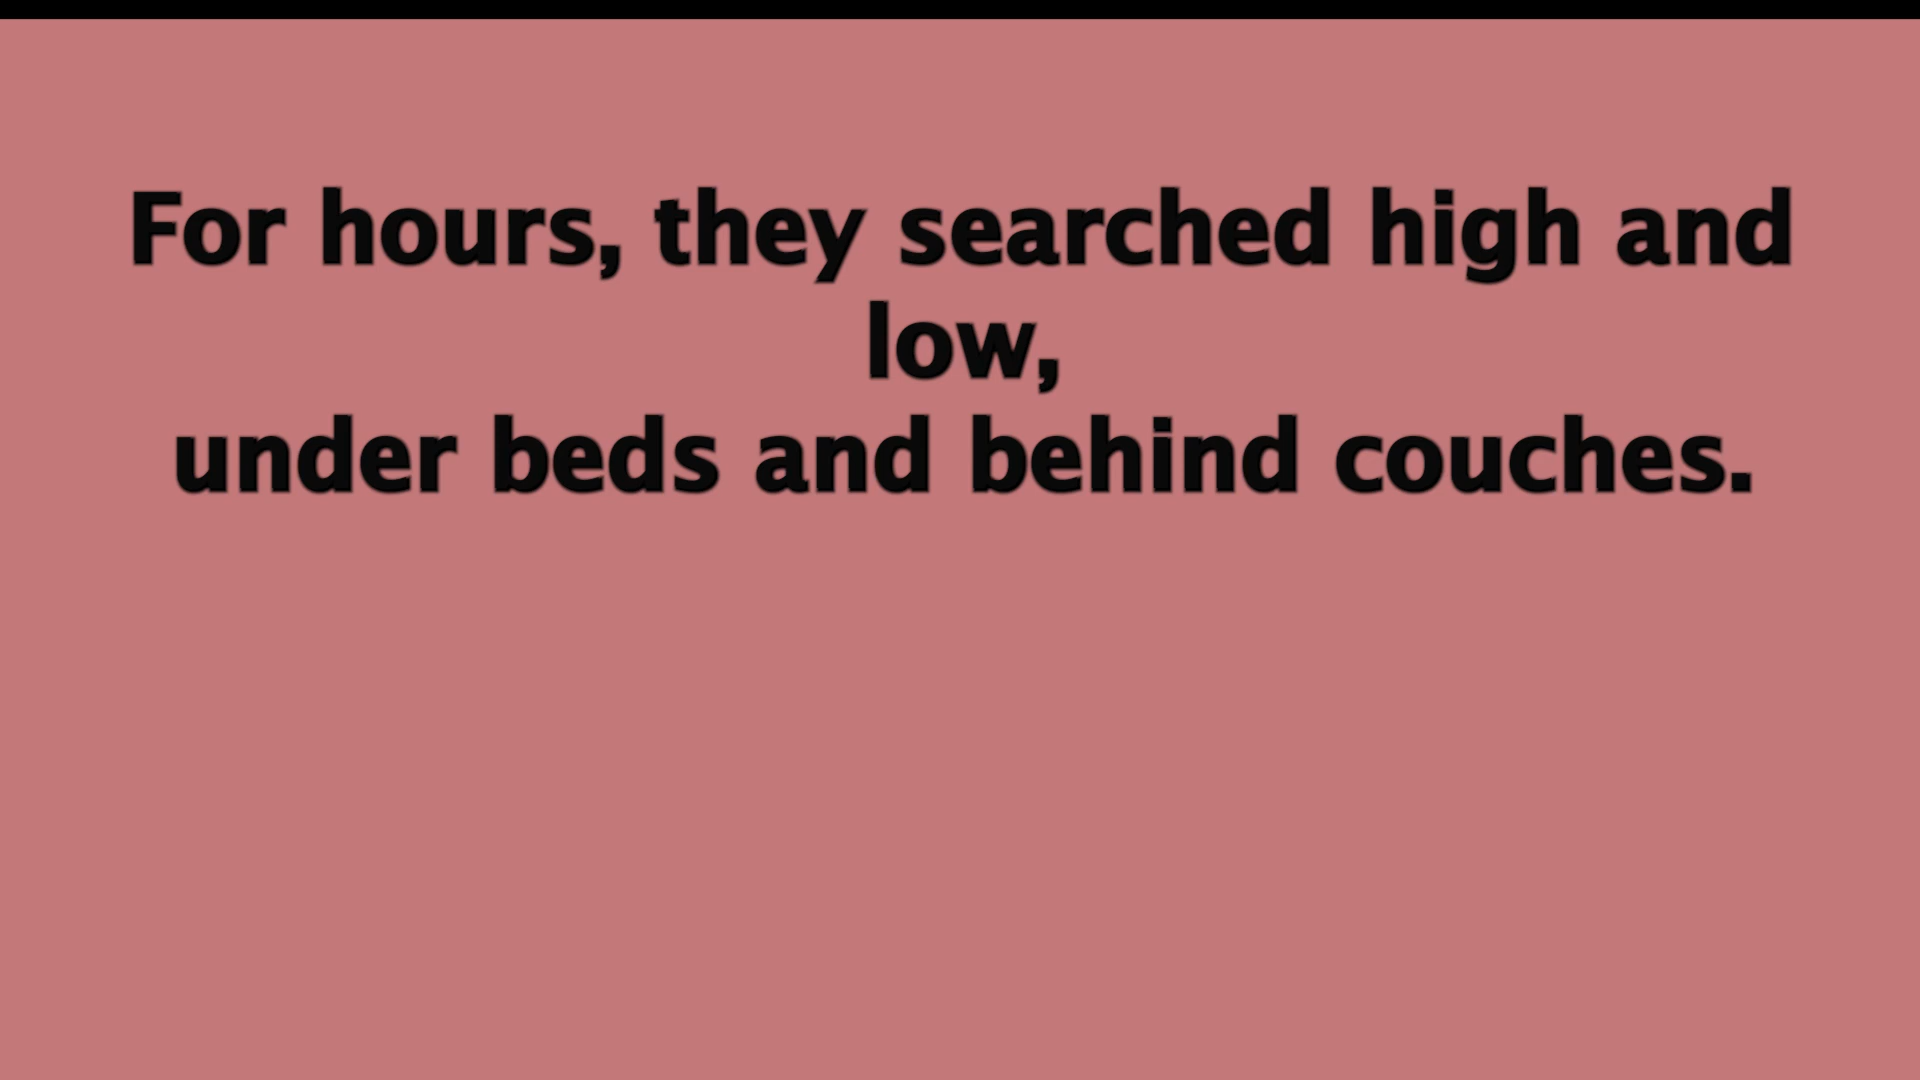 For hours, they searched high and
low,
under beds and behind couches.